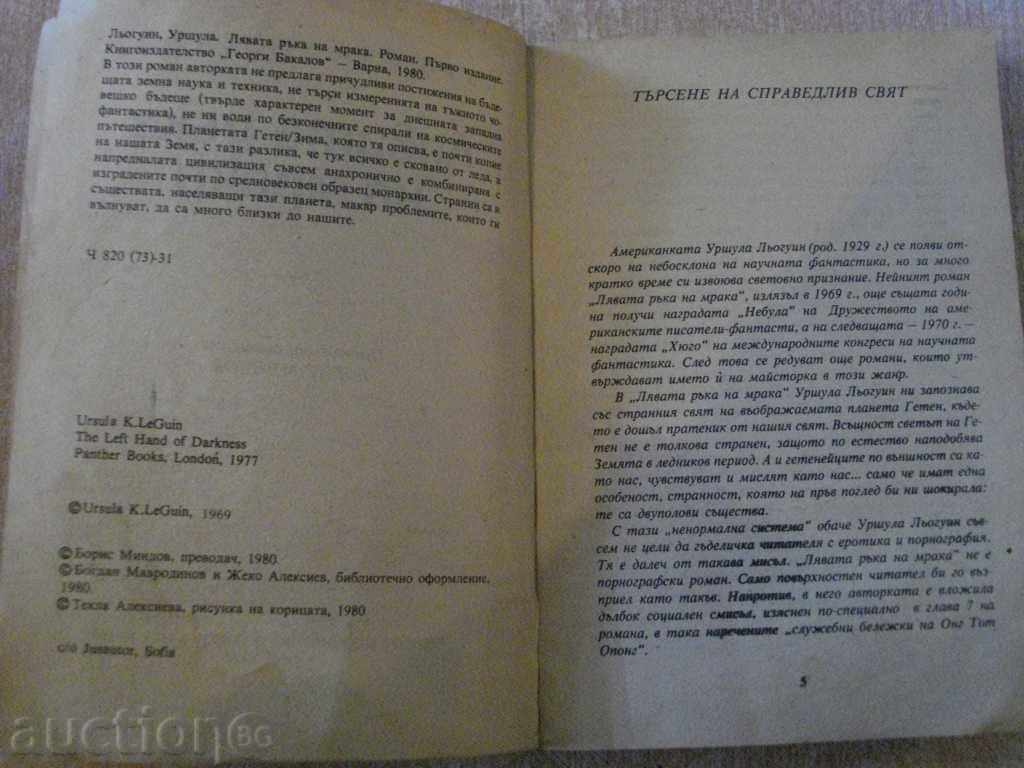 Льогуин, Уршула. Лявата ръка на мрака. Роман. Първо издание.
Книгоиздателство „Георги Бакалов“ — Варна, 1980.
В този роман авторката не предлага причудливи постижения на бъде-
щата земна наука и техника, не търси измеренията на тъжното чо-
вешко бъдеще (твърде характерен момент за днешната западна
фантастика), не ни води по безконечните спирали на космическите
пътешествия. Планетата Гетен/Зима, която тя описва, е почти копие
на нашата Земя, с тази разлика, че тук всичко е сковано от леда, а
напредналата цивилизация съвсем анахронично е комбинирана с
изградените почти по средновековен образец монархии. Странни са и
съществата, населяващи тази планета, макар проблемите, които ги
вълнуват, да са много близки до нашите.
Ч 820 (73)-31
Ursula K.LeGuin
The Left Hand of Darkness
Panther Books, London, 1977
©Ursula K.LeGuin, 1969
©Борис Миндов, преводач, 1980.
©Богдан Мавродинов и Жеко Алексиев, библиотечно оформление,
1980.
©Текла Алексиева, рисунка на корицата, 1980
c/o Jusautor, Sofia
ТЪРСЕНЕ НА СПРАВЕДЛИВ СВЯТ
Американката Уршула Льогуин (род. 1929 г.) се появи от-
скоро на небосклона на научната фантастика, но за много
кратко време си извоюва световно признание. Нейният роман
„Лявата ръка на мрака“, излязъл в 1969 г., още същата годи-
на получи наградата „Небула“ на Дружеството на аме-
риканските писатели-фантасти, а на следващата — 1970 г. —
наградата „Хюго“ на международните конгреси на научната
фантастика. След това се редуват още романи, които ут-
върждават името ѝ на майсторка в този жанр.
В „Лявата ръка на мрака“ Уршула Льогуин ни запознава
със странния свят на въображаемата планета Гетен, където
е дошъл пратеник от нашия свят. Всъщност светът на Ге-
тен не е толкова странен, защото по естество наподобява
Земята в ледников период. А и гетенейците по външност са ка-
то нас, чувствуват и мислят като нас... само че имат една
особеност, странност, която на пръв поглед би ни шокирала:
те са двуполови същества.
С тази „ненормална система“ обаче Уршула Льогуин съв-
сем не цели да гъделичка читателя с еротика и порнография.
Тя е далеч от такава мисъл. „Лявата ръка на мрака“ не е
порнографски роман. Само повърхностен читател би го въз-
приел като такъв. Напротив, в него авторката е вложила
дълбок социален смисъл, изяснен по-специално в глава 7 на
романа, в така наречените „служебни бележки на Онг Тот
Опонг“.
5
auction BG